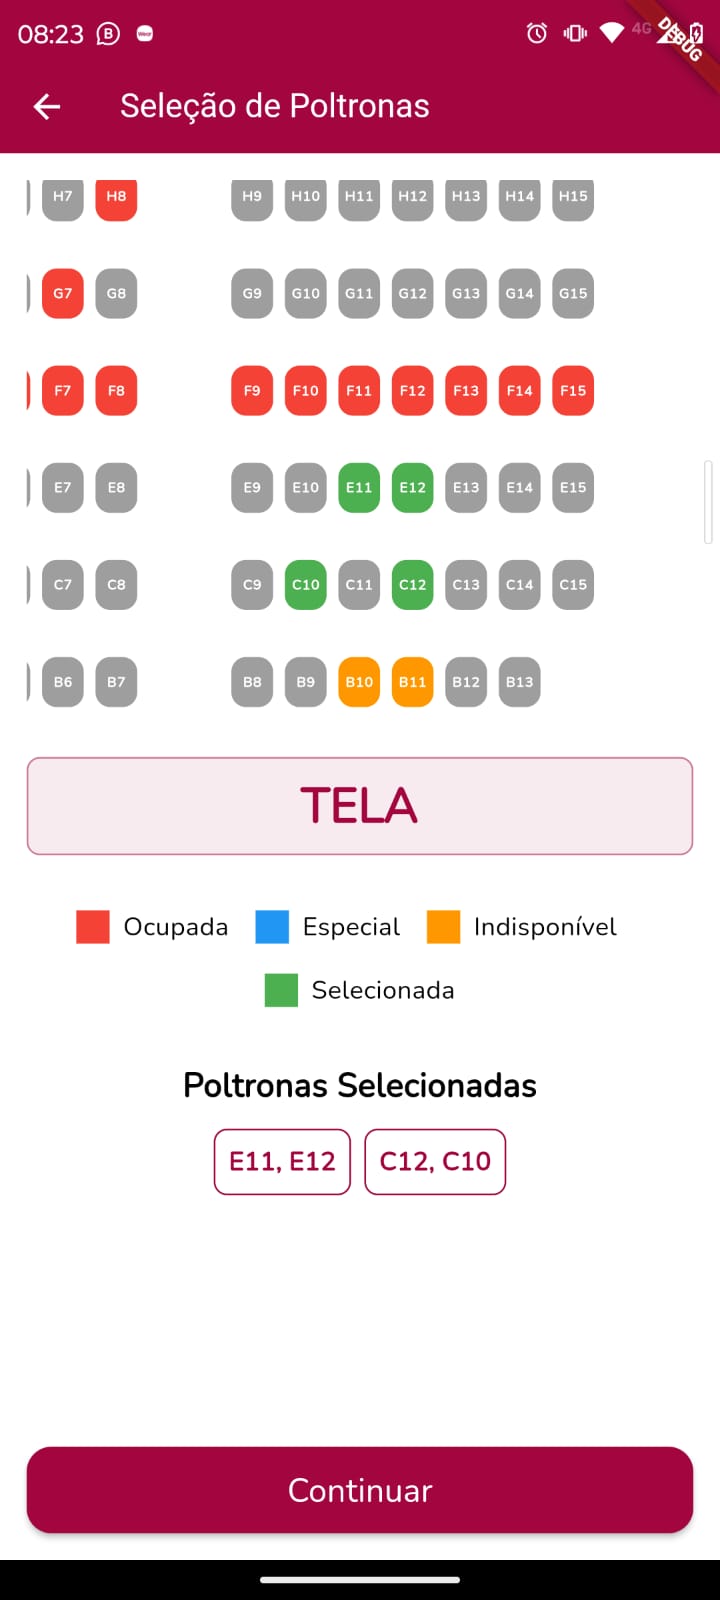 08:23 4G
DEBUG
Seleção de Poltronas
H7 H8 H9 H10 H11 H12 H13 H14 H15
G7 G8 G9 G10 G11 G12 G13 G14 G15
F7 F8 F9 F10 F11 F12 F13 F14 F15
E7 E8 E9 E10 E11 E12 E13 E14 E15
C7 C8 C9 C10 C11 C12 C13 C14 C15
B6 B7 B8 B9 B10 B11 B12 B13
TELA
Ocupada Especial Indisponível
Selecionada
Poltronas Selecionadas
E11, E12 C12, C10
Continuar